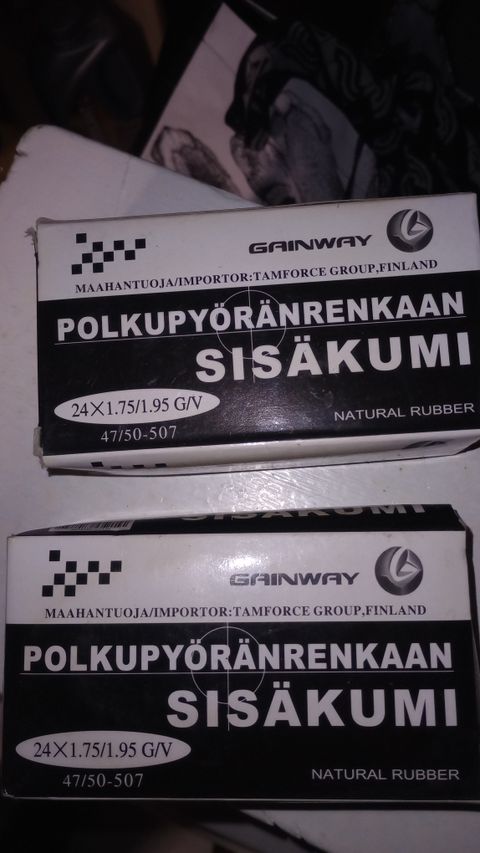 GAINWAY
MAAHANTUOJA/IMPORTOR:TAMFORCE GROUP,FINLAND
POLKUPYÖRÄNRENKAAN
SISÄKUMI
24×1.75/1.95 G/V
47/50-507
NATURAL RUBBER
SISÄKUMI
GAINWAY
MAAHANTUOJA/IMPORTOR:TAMFORCE GROUP,FINLAND
POLKUPYÖRÄNRENKAAN
SISÄKUMI
24×1.75/1.95 G/V
47/50-507
NATURAL RUBBER